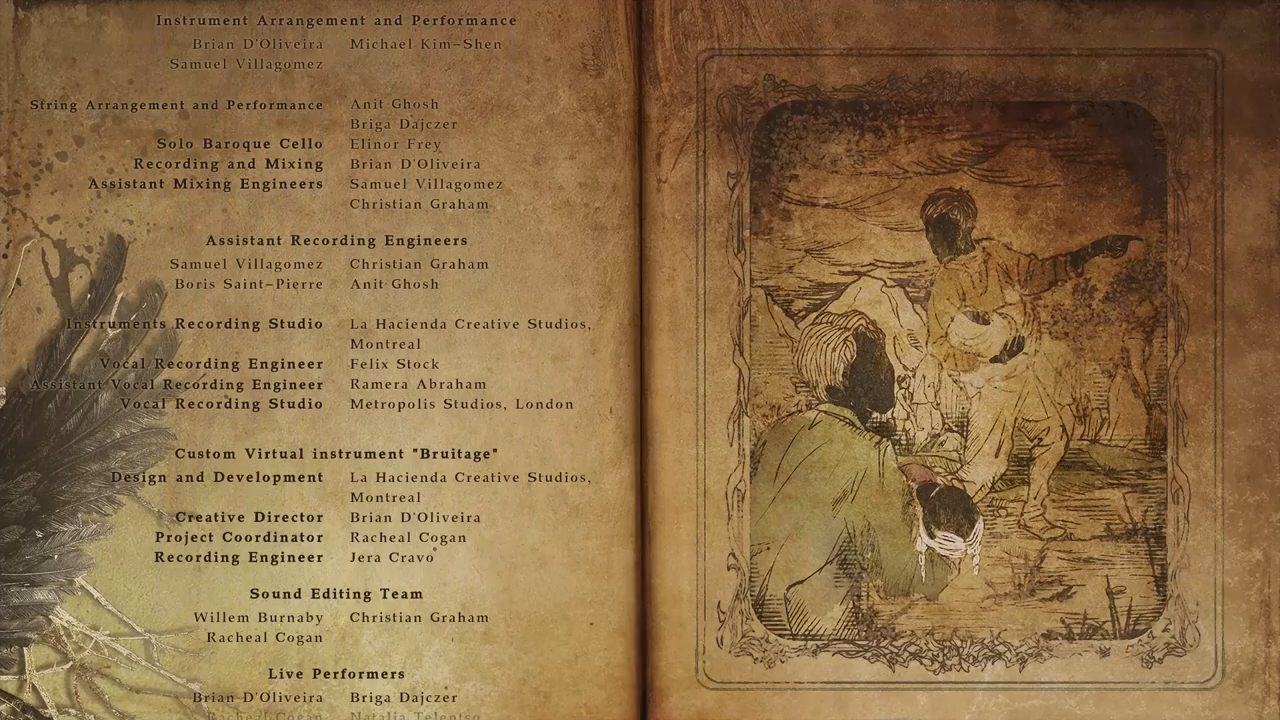 Instrument Arrangement and Performance
Brian D'Oliveira Michael Kim-Shen
Samuel Villagomez
String Arrangement and Performance Anit Ghosh
Briga Dajczer
Solo Baroque Cello Elinor Frey
Recording and Mixing Brian D'Oliveira
Assistant Mixing Engineers Samuel Villagomez
Christian Graham
Assistant Recording Engineers
Samuel Villagomez Christian Graham
Boris Saint-Pierre Anit Ghosh
Instruments Recording Studio La Hacienda Creative Studios,
Montreal
Vocal Recording Engineer Felix Stock
Assistant Vocal Recording Engineer Ramera Abraham
Vocal Recording Studio Metropolis Studios, London
Custom Virtual instrument "Bruitage"
Design and Development La Hacienda Creative Studios,
Montreal
Creative Director Brian D'Oliveira
Project Coordinator Racheal Cogan
Recording Engineer Jera Cravo
Sound Editing Team
Willem Burnaby Christian Graham
Racheal Cogan
Live Performers
Brian D'Oliveira Briga Dajczer
Racheal Cogan Natalia Telentso